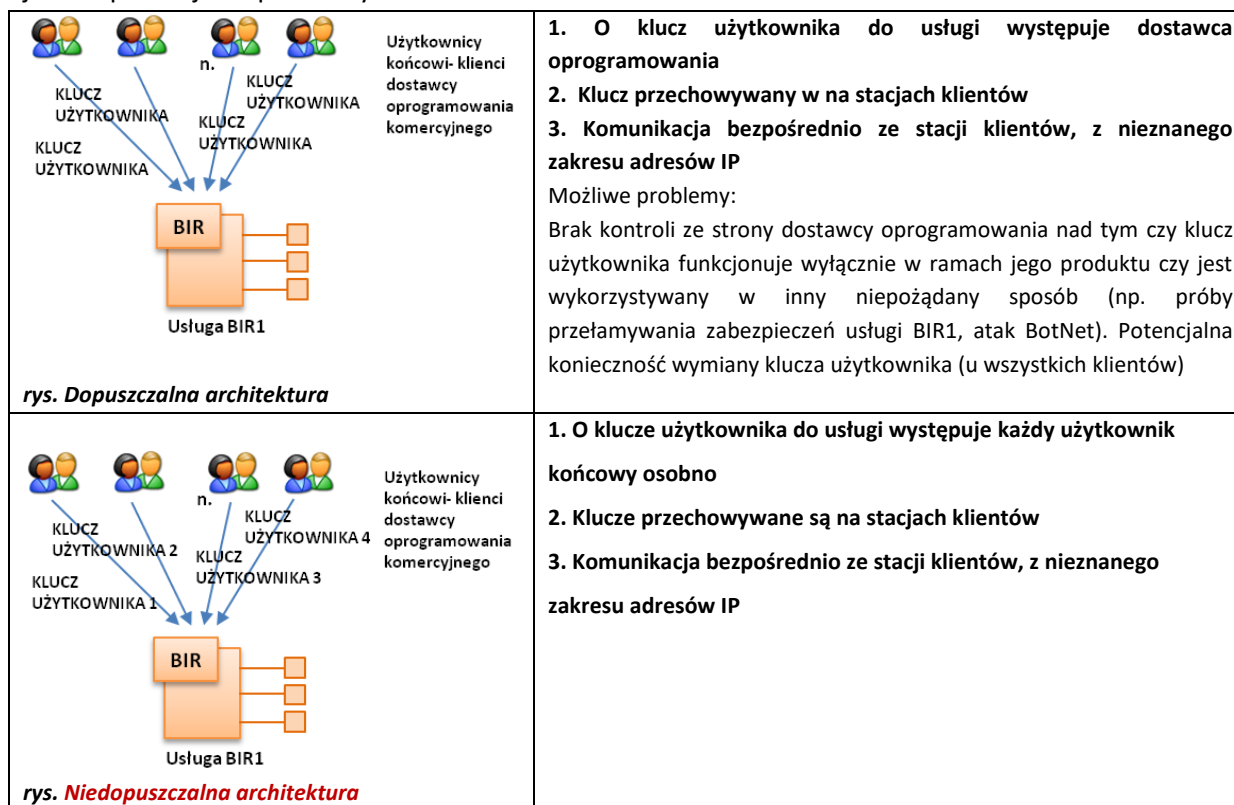 n.
KLUCZ
UŻYTKOWNIKA
KLUCZ
UŻYTKOWNIKA
KLUCZ
UŻYTKOWNIKA
KLUCZ
UŻYTKOWNIKA
Użytkownicy
końcowi- klienci
dostawcy
oprogramowania
komercyjnego
BIR
Usługa BIR1
rys. Dopuszczalna architektura
1. O klucz użytkownika do usługi występuje dostawca
oprogramowania
2. Klucz przechowywany w na stacjach klientów
3. Komunikacja bezpośrednio ze stacji klientów, z nieznanego
zakresu adresów IP
Możliwe problemy:
Brak kontroli ze strony dostawcy oprogramowania nad tym czy klucz
użytkownika funkcjonuje wyłącznie w ramach jego produktu czy jest
wykorzystywany w inny niepożądany sposób (np. próby
przełamywania zabezpieczeń usługi BIR1, atak BotNet). Potencjalna
konieczność wymiany klucza użytkownika (u wszystkich klientów)
n.
KLUCZ
UŻYTKOWNIKA 2
KLUCZ
UŻYTKOWNIKA 4
KLUCZ
UŻYTKOWNIKA 3
KLUCZ
UŻYTKOWNIKA 1
Użytkownicy
końcowi- klienci
dostawcy
oprogramowania
komercyjnego
BIR
Usługa BIR1
rys. Niedopuszczalna architektura
1. O klucze użytkownika do usługi występuje każdy użytkownik
końcowy osobno
2. Klucze przechowywane są na stacjach klientów
3. Komunikacja bezpośrednio ze stacji klientów, z nieznanego
zakresu adresów IP